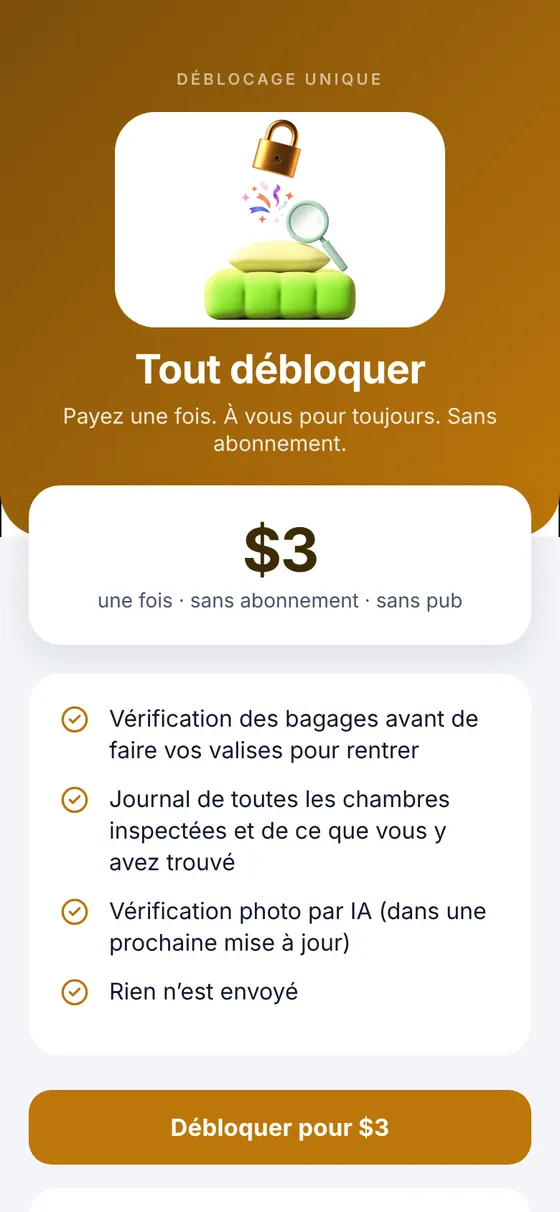 DÉBLOCAGE UNIQUE
Tout débloquer
Payez une fois. À vous pour toujours. Sans
abonnement.
$3
une fois · sans abonnement · sans pub
Vérification des bagages avant de
faire vos valises pour rentrer
Journal de toutes les chambres
inspectées et de ce que vous y
avez trouvé
Vérification photo par IA (dans une
prochaine mise à jour)
Rien n’est envoyé
Débloquer pour $3